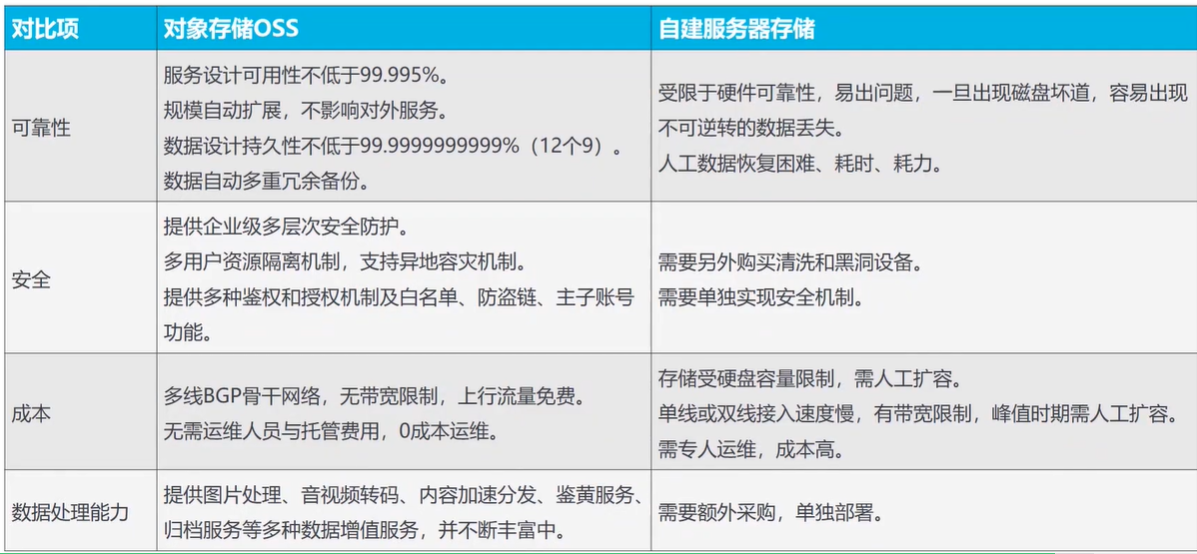 对比项
对象存储OSS
自建服务器存储
可靠性
服务设计可用性不低于99.995%。
规模自动扩展，不影响对外服务。
数据设计持久性不低于99.9999999999%（12个9）。
数据自动多重冗余备份。
受限于硬件可靠性，易出问题，一旦出现磁盘坏道，容易出现
不可逆转的数据丢失。
人工数据恢复困难、耗时、耗力。
安全
提供企业级多层次安全防护。
多用户资源隔离机制，支持异地容灾机制。
提供多种鉴权和授权机制及白名单、防盗链、主子账号
功能。
需要另外购买清洗和黑洞设备。
需要单独实现安全机制。
成本
多线BGP骨干网络，无带宽限制，上行流量免费。
无需运维人员与托管费用，0成本运维。
存储受硬盘容量限制，需人工扩容。
单线或双线接入速度慢，有带宽限制，峰值时期需人工扩容。
需专人运维，成本高。
数据处理能力
提供图片处理、音视频转码、内容加速分发、鉴黄服务、
归档服务等多种数据增值服务，并不断丰富中。
需要额外采购，单独部署。